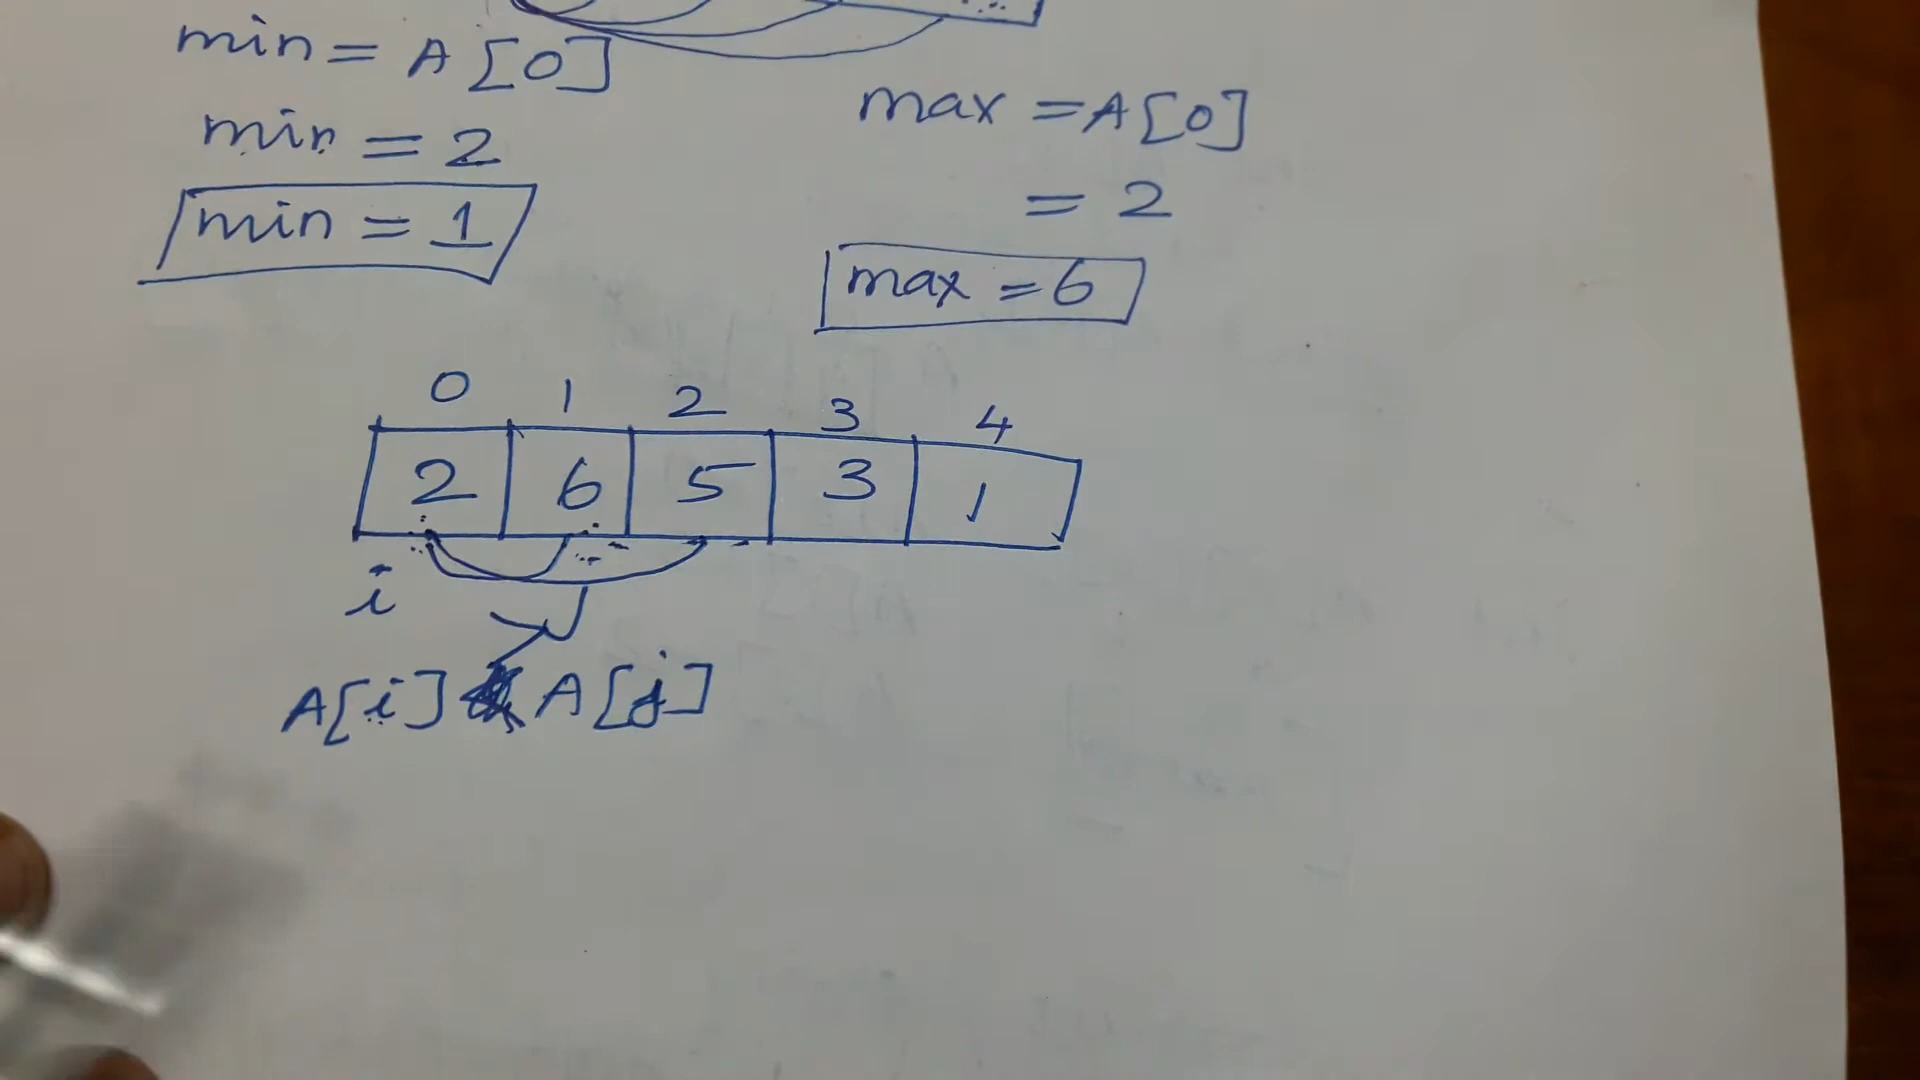 min = A[0]
min = 2
min = 1
max = A[0]
= 2
max = 6
0 1 2 3 4
2 6 5 3 1
i
>
A[i] A[j]